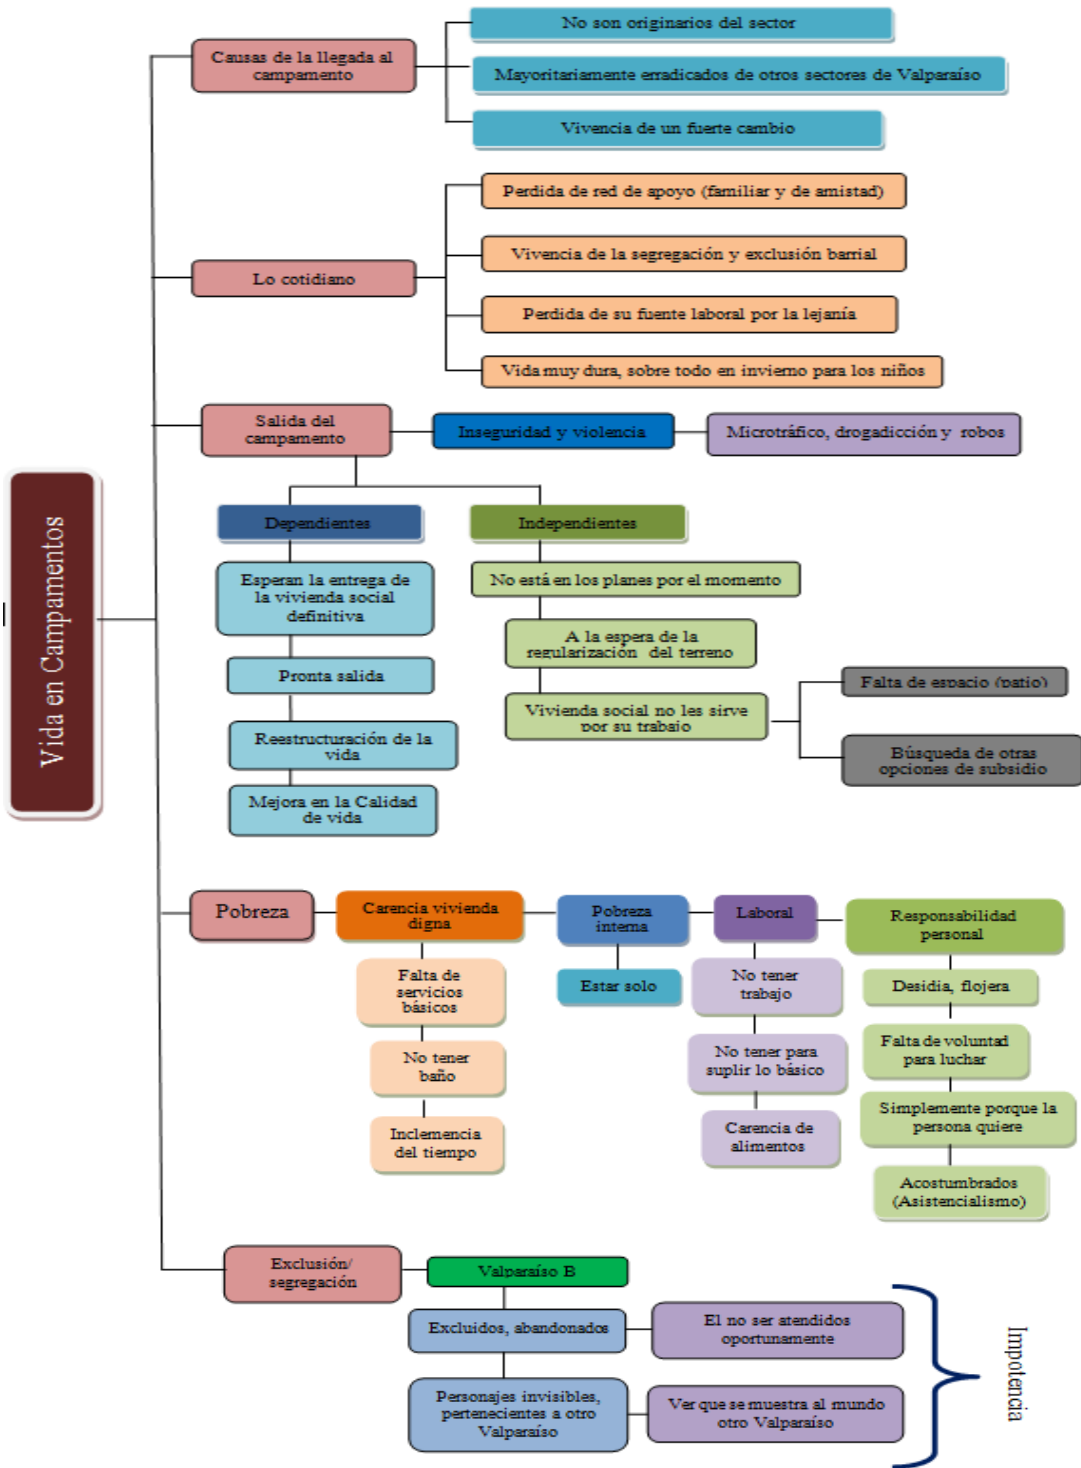 Vida en Campamentos
Causas de la llegada al
campamento
No son originarios del sector
Mayoritariamente erradicados de otros sectores de Valparaíso
Vivencia de un fuerte cambio
Lo cotidiano
Perdida de red de apoyo (familiar y de amistad)
Vivencia de la segregación y exclusión barrial
Perdida de su fuente laboral por la lejanía
Vida muy dura, sobre todo en invierno para los niños
Salida del
campamento
Inseguridad y violencia
Microtráfico, drogadicción y robos
Dependientes
Esperan la entrega de
la vivienda social
definitiva
Pronta salida
Reestructuración de la
vida
Mejora en la Calidad
de vida
Independientes
No está en los planes por el momento
A la espera de la
regularización del terreno
Vivienda social no les sirve
por su trabajo
Falta de espacio (patio)
Búsqueda de otras
opciones de subsidio
Pobreza
Carencia vivienda
digna
Falta de
servicios
básicos
No tener
baño
Inclemencia
del tiempo
Pobreza
interna
Estar solo
Laboral
No tener
trabajo
No tener para
suplir lo básico
Carencia de
alimentos
Responsabilidad
personal
Desidia, flojera
Falta de voluntad
para luchar
Simplemente porque la
persona quiere
Acostumbrados
(Asistencialismo)
Exclusión/
segregación
Valparaíso B
Excluidos, abandonados
El no ser atendidos
oportunamente
Personajes invisibles,
pertenecientes a otro
Valparaíso
Ver que se muestra al mundo
otro Valparaíso
Impotencia